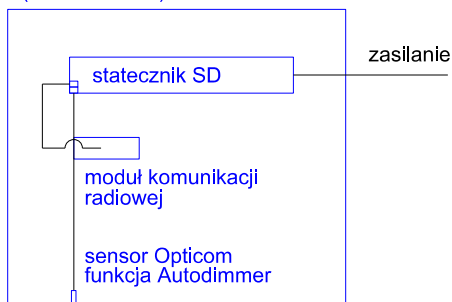 zasilanie
statecznik SD
moduł komunikacji
radiowej
sensor Opticom
funkcja Autodimmer